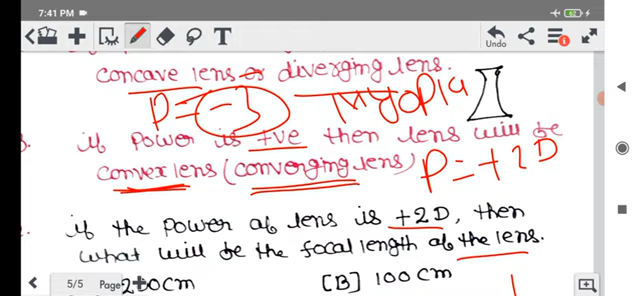 7:41 PM
62
Undo
concave lens or diverging lens.
P = -3 Myopia
if Power is +ve then lens will be
convex lens (converging lens) P = +2D
if the power of lens is +2D, then
what will be the focal length of the lens.
cm [B] 100 cm
5/5 Page